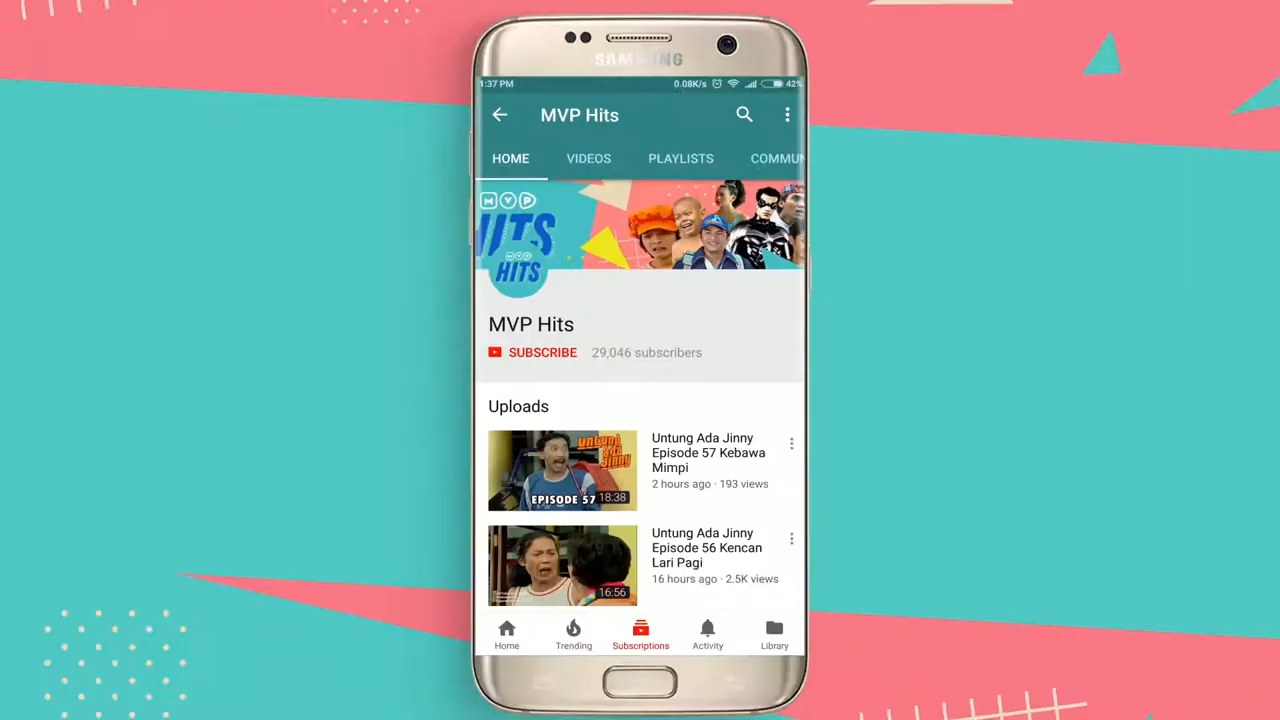 SAMSUNG
1:37 PM 0.08K/s 42%
MVP Hits
HOME VIDEOS PLAYLISTS COMMUN
MVP
HITS
MVP
HITS
MVP Hits
SUBSCRIBE 29,046 subscribers
Uploads
UNTUNG
ADA
JINNY
EPISODE 57 18:38
Untung Ada Jinny
Episode 57 Kebawa
Mimpi
2 hours ago · 193 views
16:56
Untung Ada Jinny
Episode 56 Kencan
Lari Pagi
16 hours ago · 2.5K views
Home Trending Subscriptions Activity Library